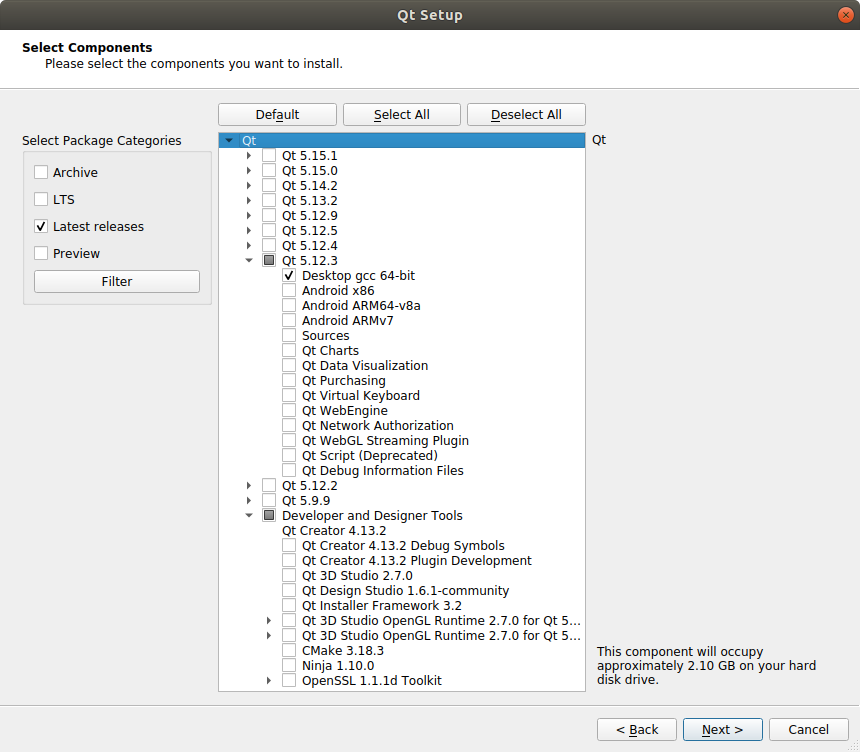 Qt Setup
Select Components
Please select the components you want to install.
Default
Select All
Deselect All
Select Package Categories
Archive
LTS
Latest releases
Preview
Filter
Qt
Qt 5.15.1
Qt 5.15.0
Qt 5.14.2
Qt 5.13.2
Qt 5.12.9
Qt 5.12.5
Qt 5.12.4
Qt 5.12.3
Desktop gcc 64-bit
Android x86
Android ARM64-v8a
Android ARMv7
Sources
Qt Charts
Qt Data Visualization
Qt Purchasing
Qt Virtual Keyboard
Qt WebEngine
Qt Network Authorization
Qt WebGL Streaming Plugin
Qt Script (Deprecated)
Qt Debug Information Files
Qt 5.12.2
Qt 5.9.9
Developer and Designer Tools
Qt Creator 4.13.2
Qt Creator 4.13.2 Debug Symbols
Qt Creator 4.13.2 Plugin Development
Qt 3D Studio 2.7.0
Qt Design Studio 1.6.1-community
Qt Installer Framework 3.2
Qt 3D Studio OpenGL Runtime 2.7.0 for Qt 5...
Qt 3D Studio OpenGL Runtime 2.7.0 for Qt 5...
CMake 3.18.3
Ninja 1.10.0
OpenSSL 1.1.1d Toolkit
Qt
This component will occupy
approximately 2.10 GB on your hard
disk drive.
< Back
Next >
Cancel